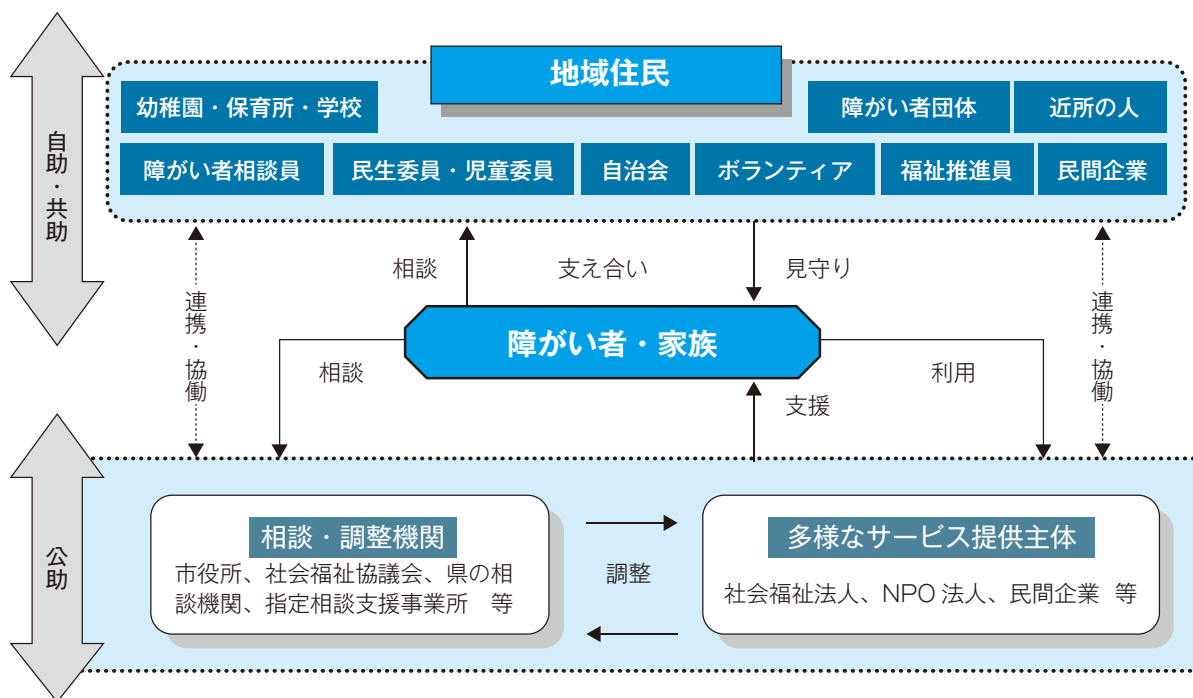 地域住民
幼稚園・保育所・学校
障がい者団体
近所の人
障がい者相談員
民生委員・児童委員
自治会
ボランティア
福祉推進員
民間企業
自助・共助
相談
支え合い
見守り
連携・協働
障がい者・家族
連携・協働
相談
利用
支援
公助
相談・調整機関
市役所、社会福祉協議会、県の相
談機関、指定相談支援事業所　等
調整
多様なサービス提供主体
社会福祉法人、NPO 法人、民間企業 等